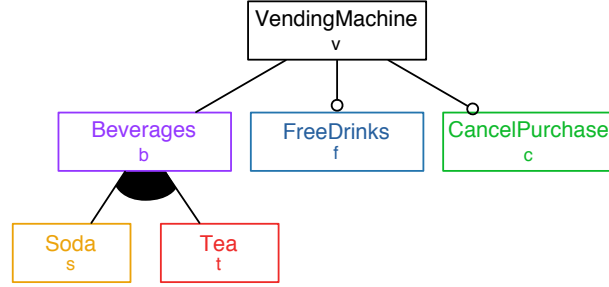 VendingMachine
v
Beverages
b
FreeDrinks
f
CancelPurchase
c
Soda
s
Tea
t